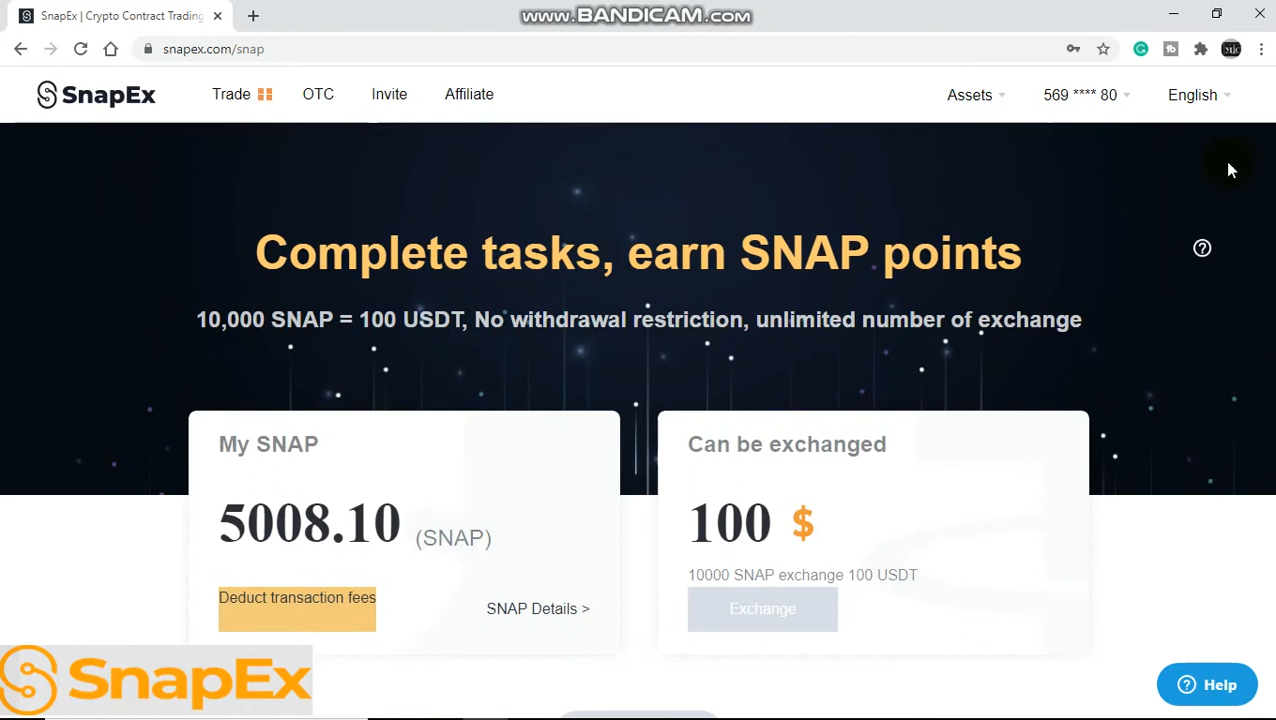 SnapEx | Crypto Contract Trading
www.BANDICAM.com
snapex.com/snap
SnapEx
Trade
OTC
Invite
Affiliate
Assets
569 **** 80
English
Complete tasks, earn SNAP points
10,000 SNAP = 100 USDT, No withdrawal restriction, unlimited number of exchange
My SNAP
5008.10 (SNAP)
Deduct transaction fees
SNAP Details >
Can be exchanged
100 $
10000 SNAP exchange 100 USDT
Exchange
SnapEx
Help